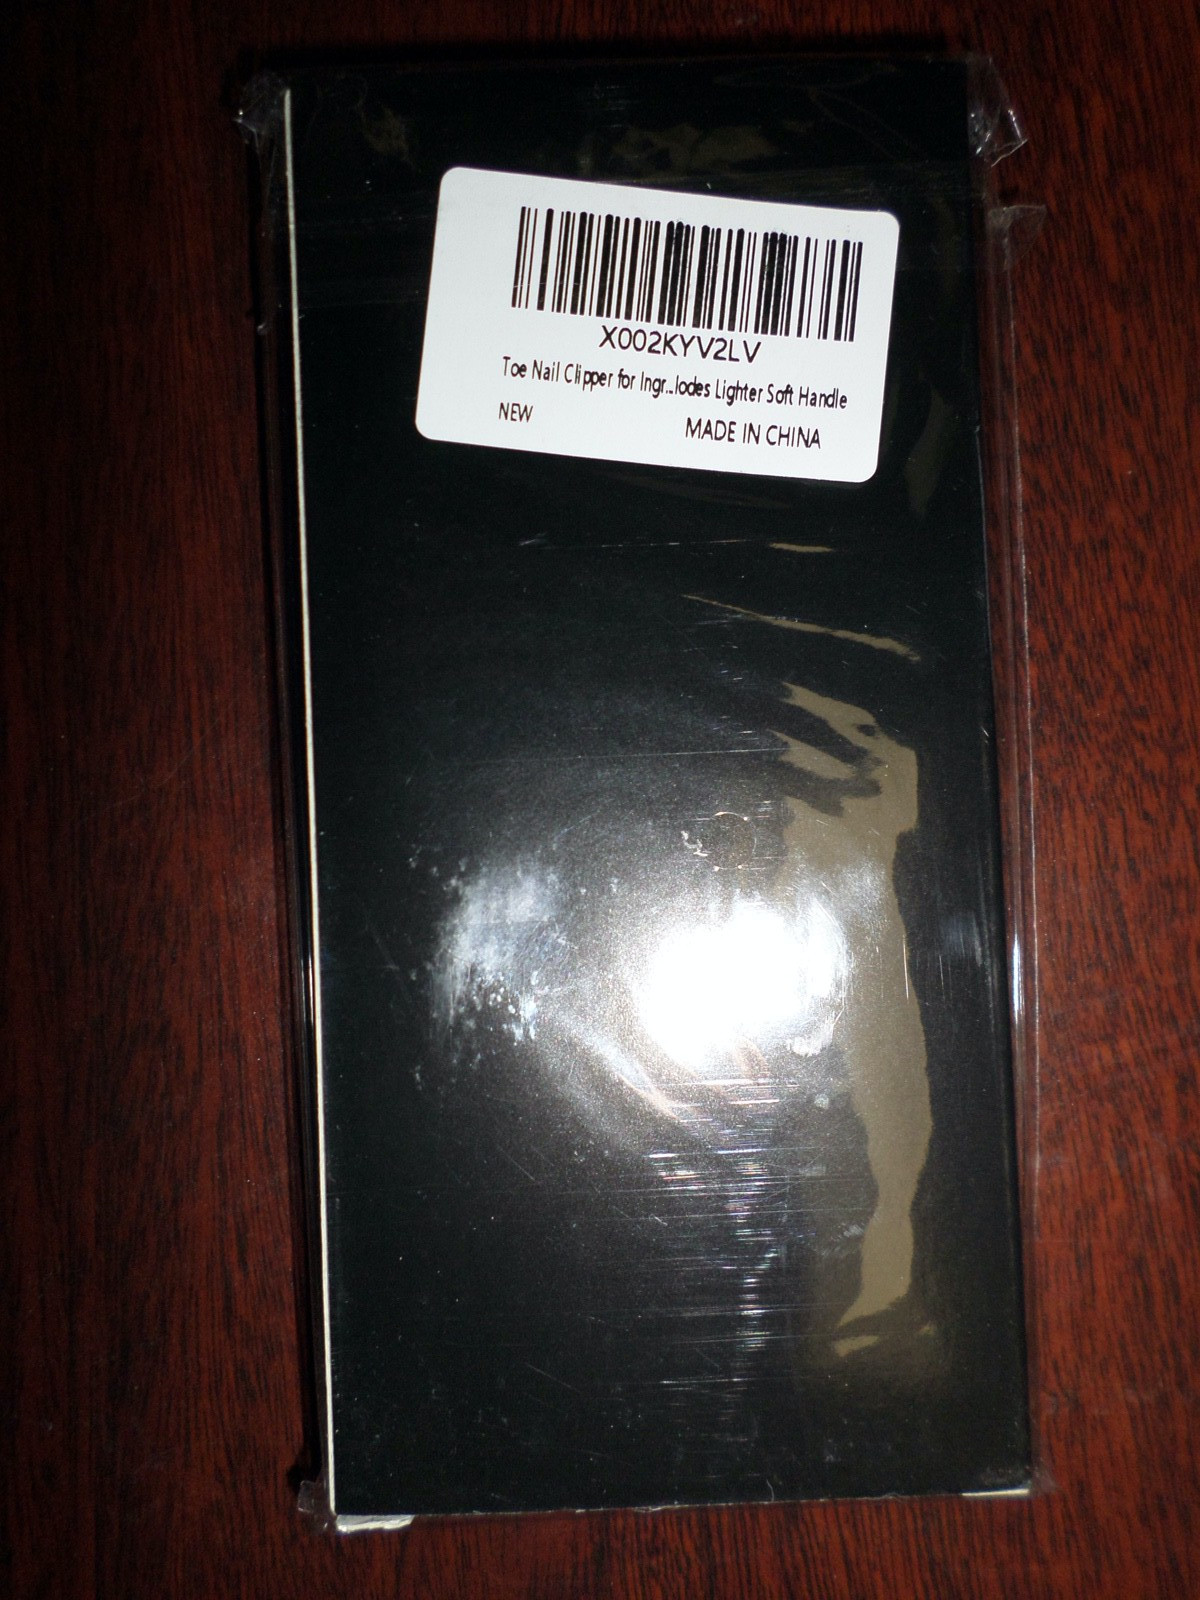 X002KYV2LV
Toe Nail Clipper for Ingr...lodes Lighter Soft Handle
NEW
MADE IN CHINA